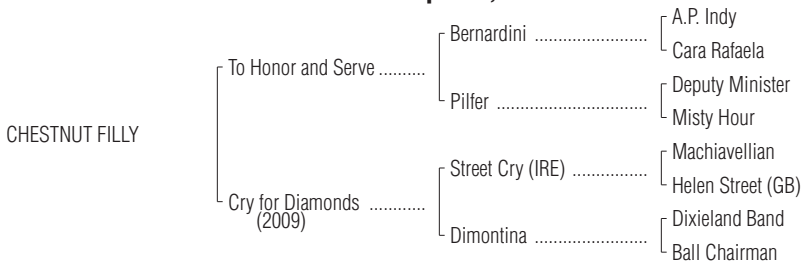 A.P. Indy
Bernardini ..............................
Cara Rafaela
To Honor and Serve ..........
Deputy Minister
Pilfer ........................................
Misty Hour
CHESTNUT FILLY
Machiavellian
Street Cry (IRE) ....................
Helen Street (GB)
Cry for Diamonds ............
(2009)
Dixieland Band
Dimontina ..............................
Ball Chairman